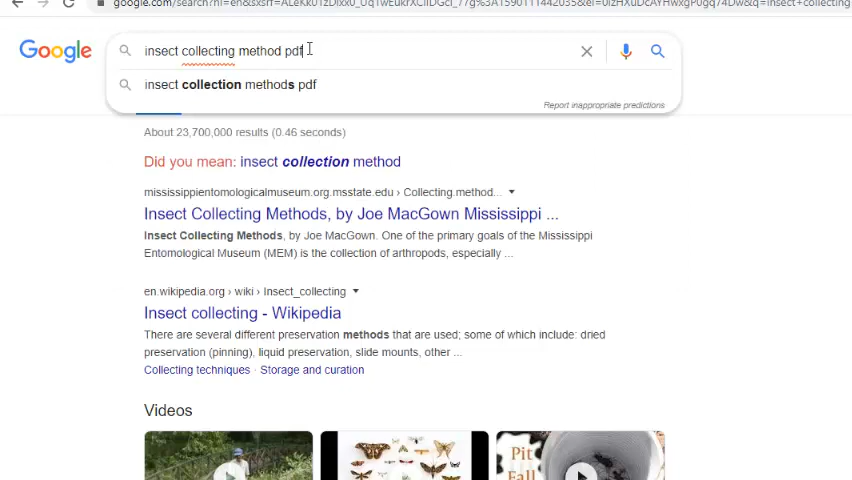 Google
insect collecting method pdf
insect collection methods pdf
Report inappropriate predictions
About 23,700,000 results (0.46 seconds)
Did you mean: insect collection method
mississippientomologicalmuseum.org.msstate.edu › Collecting.method...
Insect Collecting Methods, by Joe MacGown Mississippi ...
Insect Collecting Methods, by Joe MacGown. One of the primary goals of the Mississippi
Entomological Museum (MEM) is the collection of arthropods, especially ...
en.wikipedia.org › wiki › Insect_collecting
Insect collecting - Wikipedia
There are several different preservation methods that are used; some of which include: dried
preservation (pinning), liquid preservation, slide mounts, other ...
Collecting techniques · Storage and curation
Videos
Pit
Fall